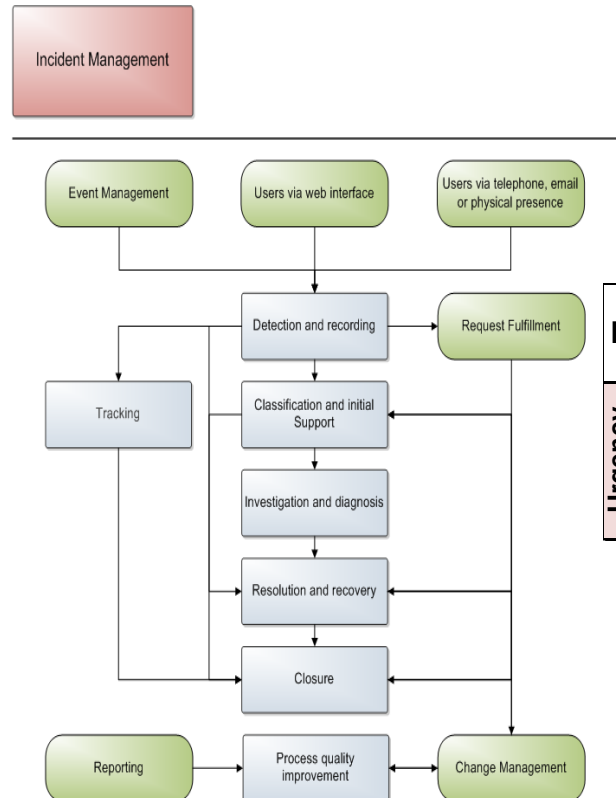 Incident Management
Event Management
Users via web interface
Users via telephone, email
or physical presence
Detection and recording
Request Fulfillment
Tracking
Classification and initial
Support
Investigation and diagnosis
Resolution and recovery
Closure
Reporting
Process quality
improvement
Change Management